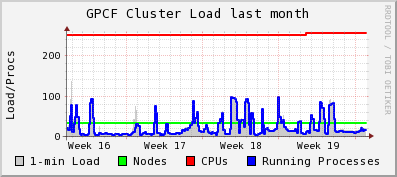 GPCF Cluster Load last month
RRDTOOL / TOBI OETIKER
Load/Procs
200
100
0
Week 16 Week 17 Week 18 Week 19
1-min Load Nodes CPUs Running Processes